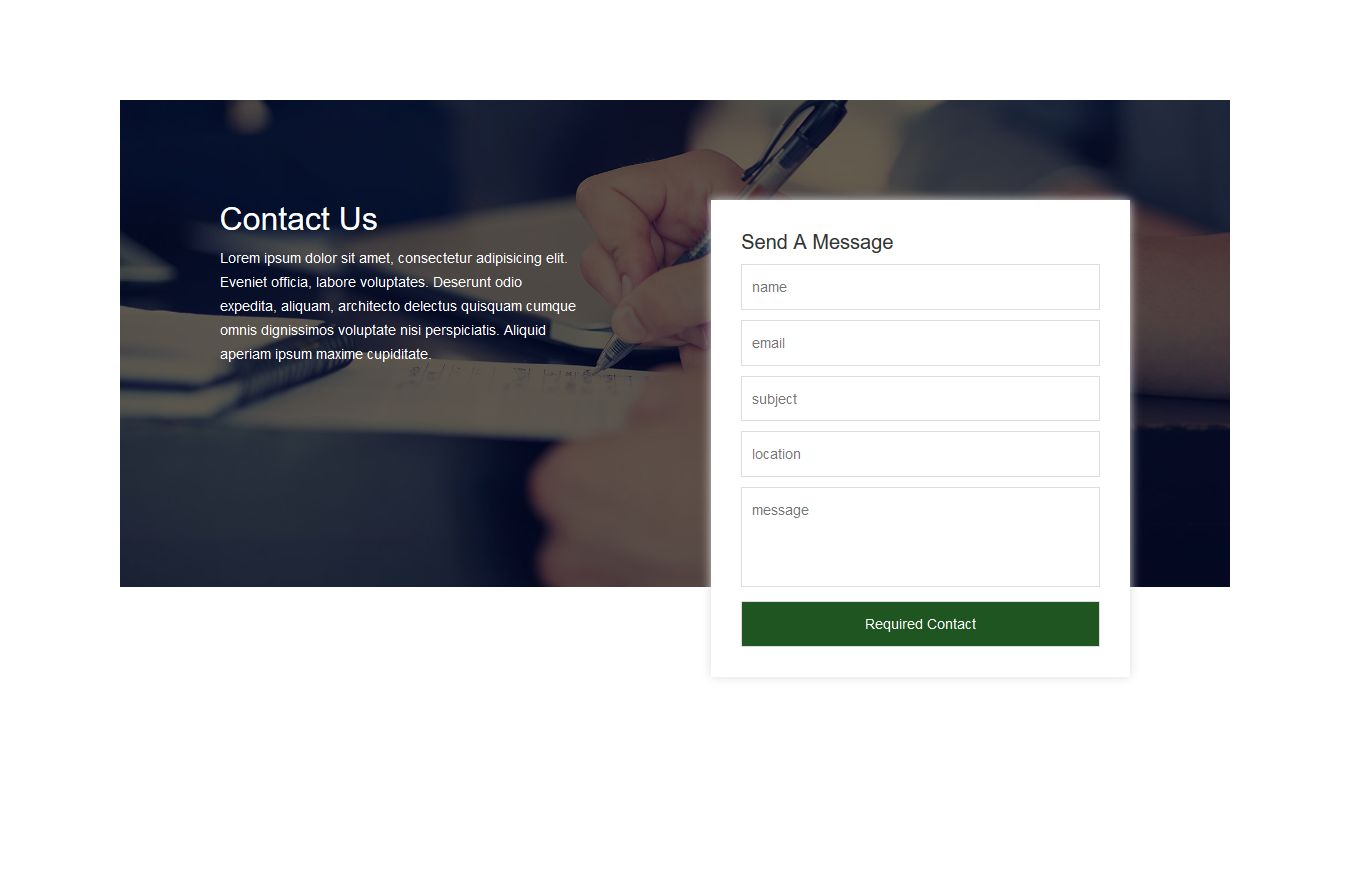 Contact Us
Lorem ipsum dolor sit amet, consectetur adipisicing elit.
Eveniet officia, labore voluptates. Deserunt odio
expedita, aliquam, architecto delectus quisquam cumque
omnis dignissimos voluptate nisi perspiciatis. Aliquid
aperiam ipsum maxime cupiditate.
Send A Message
name
email
subject
location
message
Required Contact